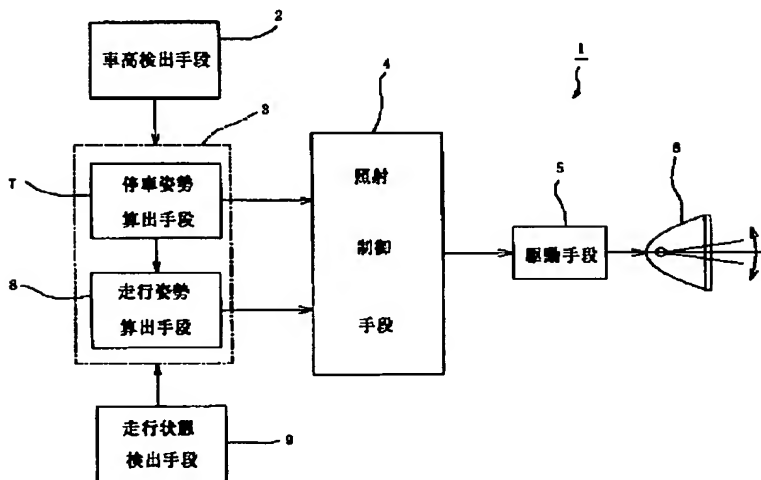 2
車高検出手段
1
3
4
7
停車姿勢
算出手段
照射
制御
手段
5
駆動手段
6
8
走行姿勢
算出手段
走行状態
検出手段
9